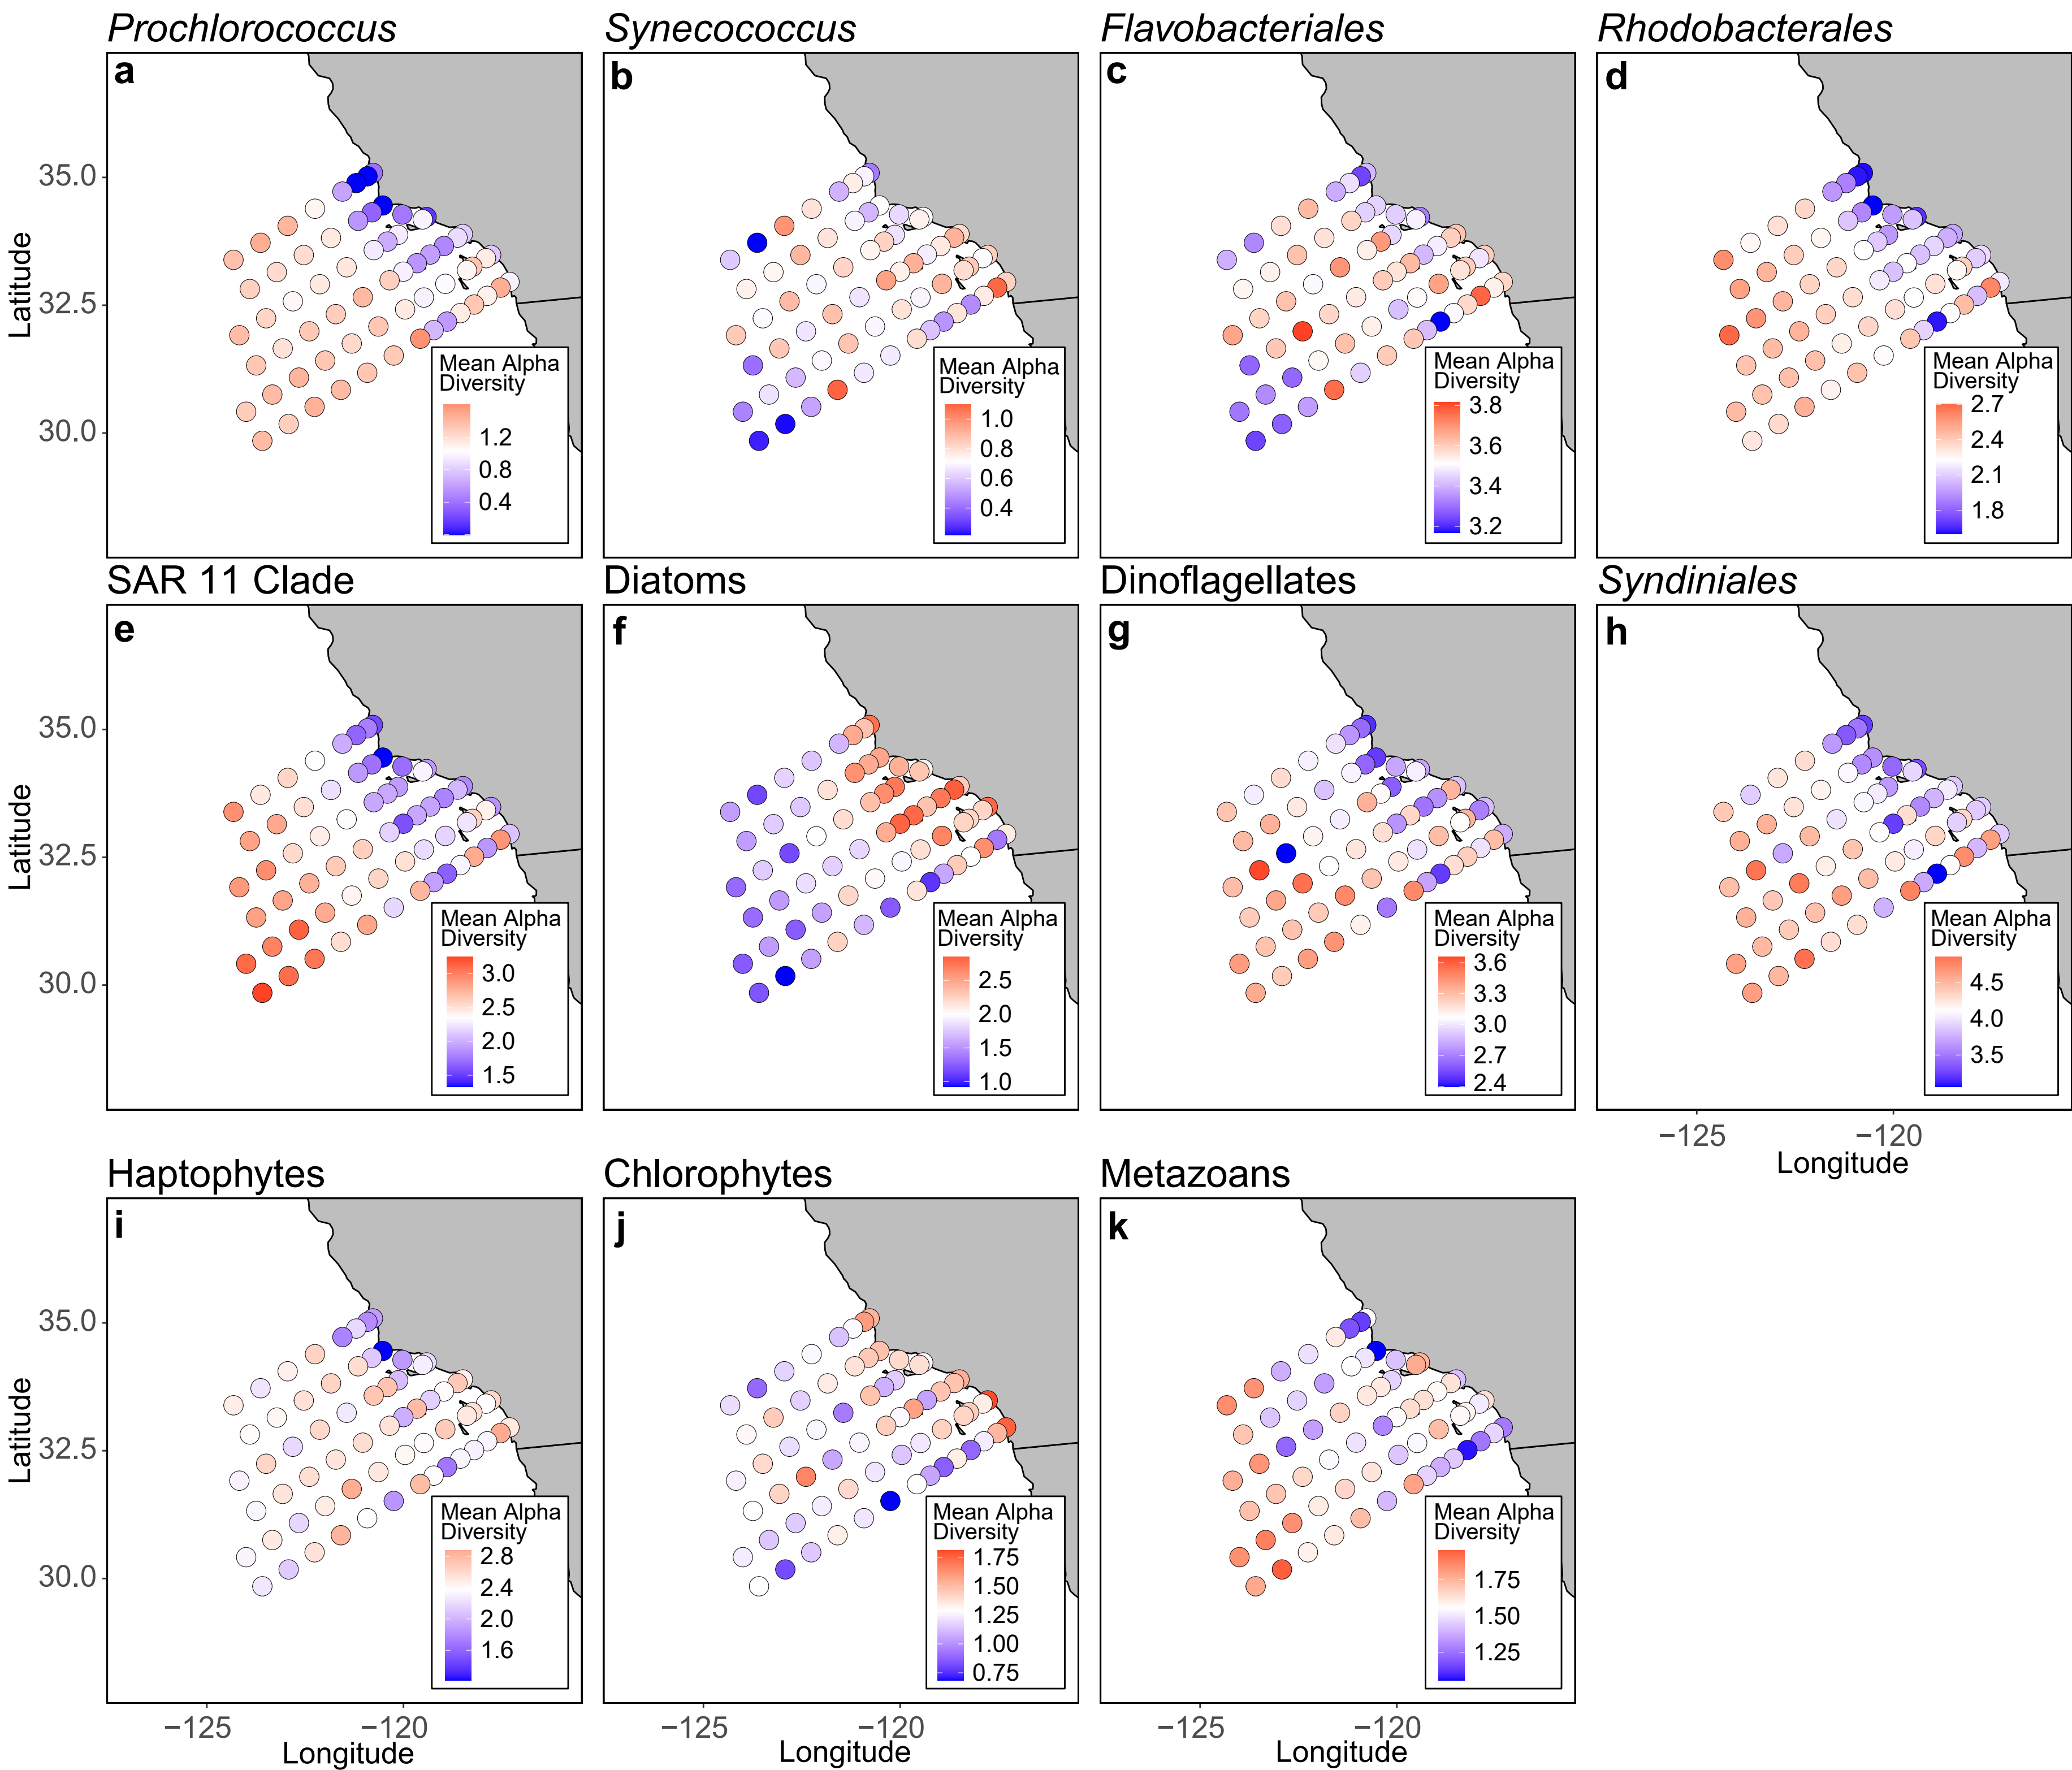 Prochlorococcus
Synecococcus
Flavobacteriales
Rhodobacterales
a
b
c
d
35.0
32.5
30.0
Latitude
Mean Alpha
Diversity
1.2
0.8
0.4
Mean Alpha
Diversity
1.0
0.8
0.6
0.4
Mean Alpha
Diversity
3.8
3.6
3.4
3.2
Mean Alpha
Diversity
2.7
2.4
2.1
1.8
SAR 11 Clade
Diatoms
Dinoflagellates
Syndiniales
e
f
g
h
35.0
32.5
30.0
Latitude
Mean Alpha
Diversity
3.0
2.5
2.0
1.5
Mean Alpha
Diversity
2.5
2.0
1.5
1.0
Mean Alpha
Diversity
3.6
3.3
3.0
2.7
2.4
Mean Alpha
Diversity
4.5
4.0
3.5
−125
−120
Longitude
Haptophytes
Chlorophytes
Metazoans
i
j
k
35.0
32.5
30.0
Latitude
Mean Alpha
Diversity
2.8
2.4
2.0
1.6
Mean Alpha
Diversity
1.75
1.50
1.25
1.00
0.75
Mean Alpha
Diversity
1.75
1.50
1.25
−125
−120
Longitude
−125
−120
Longitude
−125
−120
Longitude